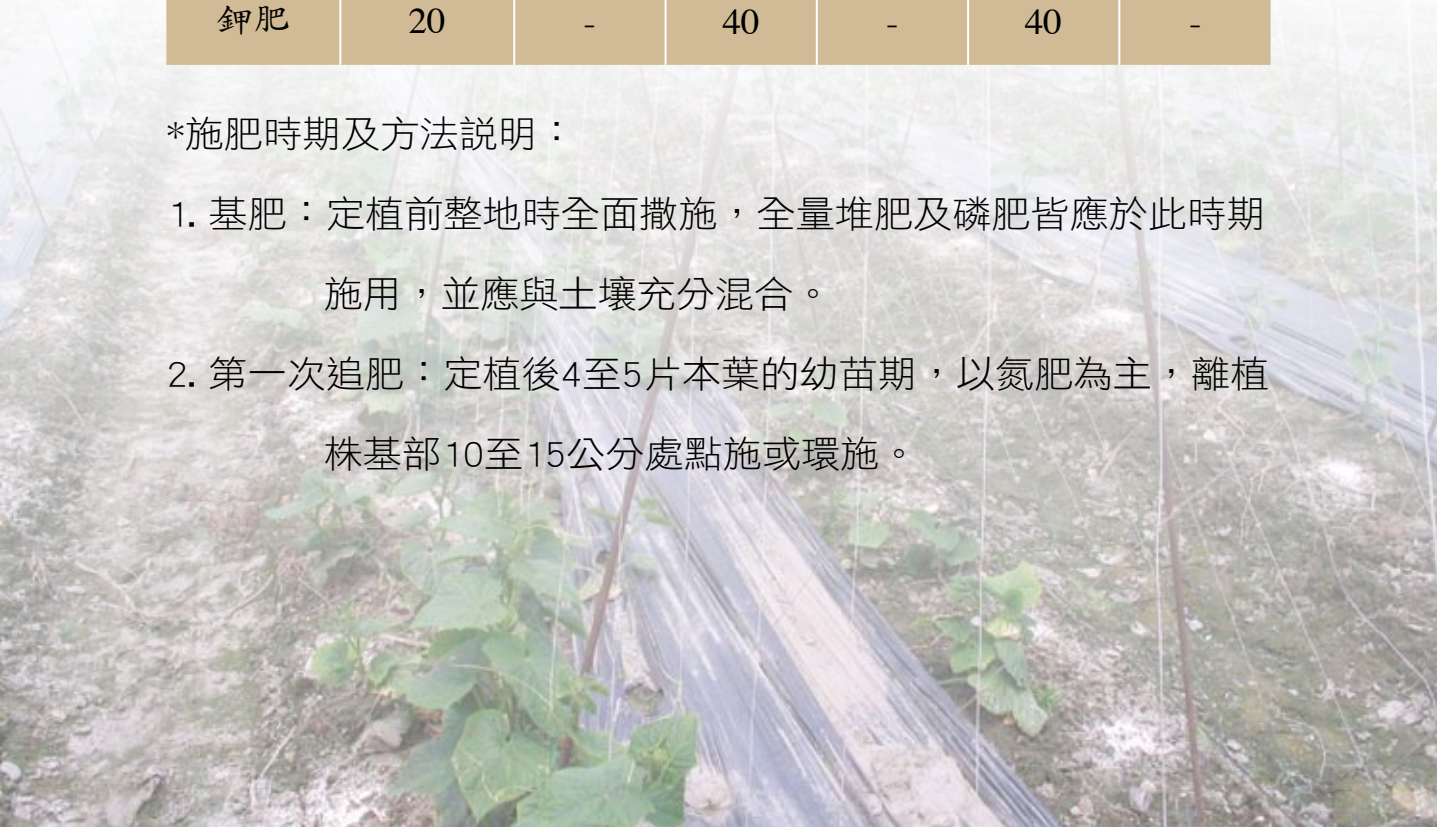 鉀肥 20 - 40 - 40 -
*施肥時期及方法説明：
1. 基肥：定植前整地時全面撒施，全量堆肥及磷肥皆應於此時期
施用，並應與土壤充分混合。
2. 第一次追肥：定植後4至5片本葉的幼苗期，以氮肥為主，離植
株基部10至15公分處點施或環施。